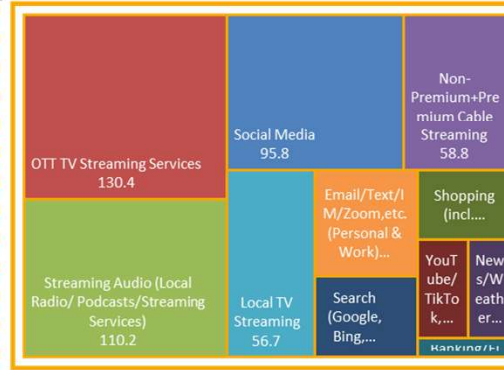 OTT TV Streaming Services
130.4
Streaming Audio (Local
Radio/ Podcasts/Streaming
Services)
110.2
Social Media
95.8
Non-
Premium+Pre
mium Cable
Streaming
58.8
Local TV
Streaming
56.7
Email/Text/I
M/Zoom,etc.
(Personal &
Work)...
Search
(Google,
Bing,...
Shopping
(incl....
YouT
ube/
TikTo
k,...
New
s/W
eath
er...